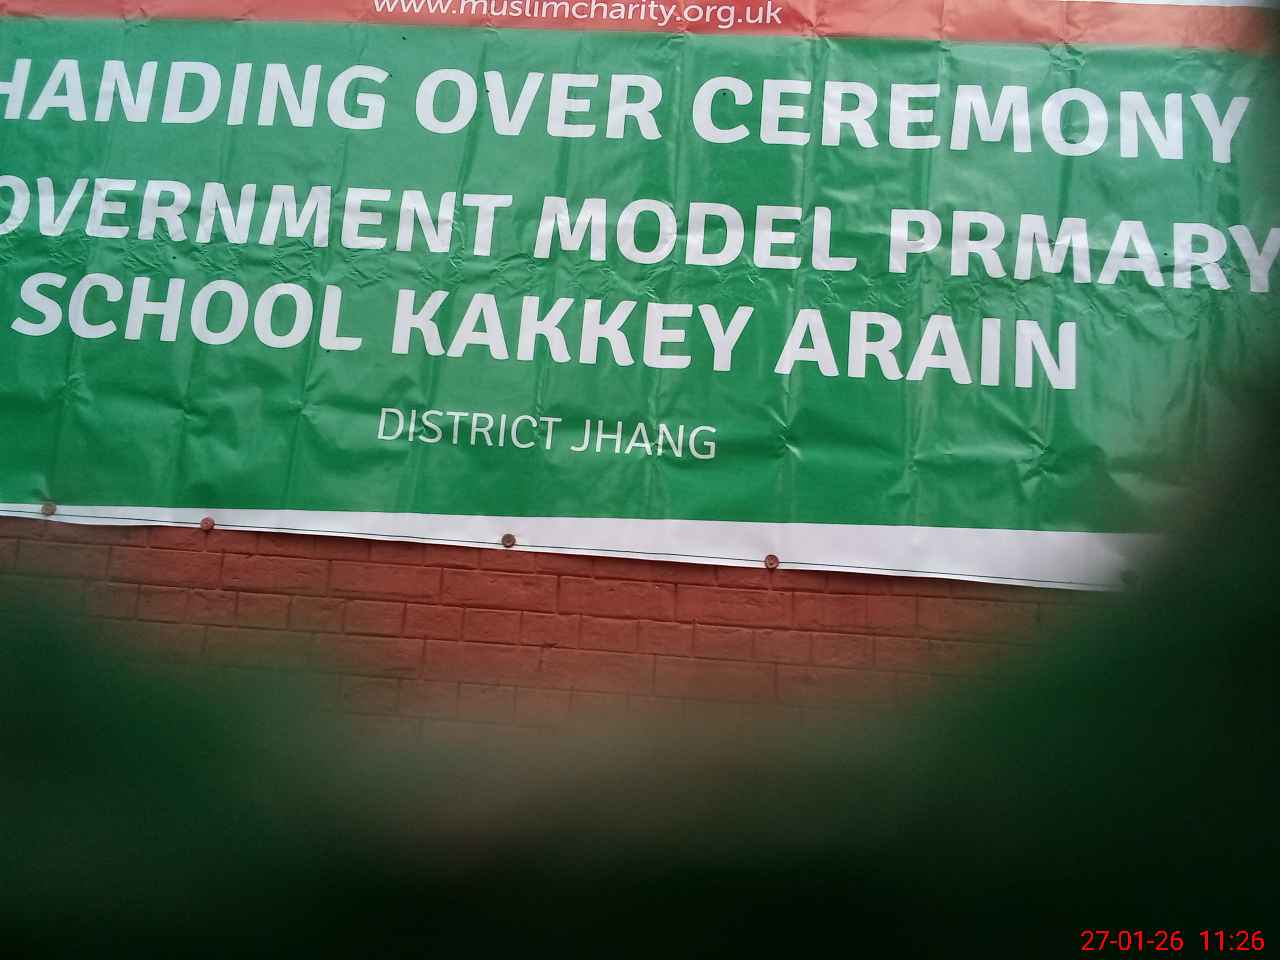 www.muslimcharity.org.uk
HANDING OVER CEREMONY
OVERNMENT MODEL PRMARY
SCHOOL KAKKEY ARAIN
DISTRICT JHANG
27-01-26 11:26